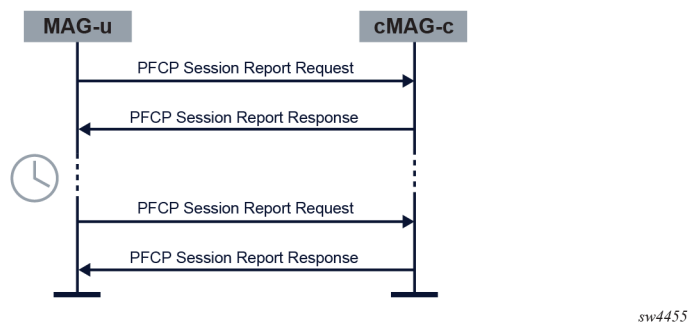 MAG-u
cMAG-c
PFCP Session Report Request
PFCP Session Report Response
PFCP Session Report Request
PFCP Session Report Response
sw4455